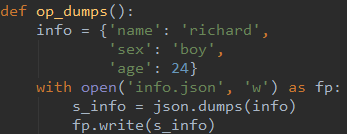 def op_dumps():
    info = {'name': 'richard',
            'sex': 'boy',
            'age': 24}
    with open('info.json', 'w') as fp:
        s_info = json.dumps(info)
        fp.write(s_info)